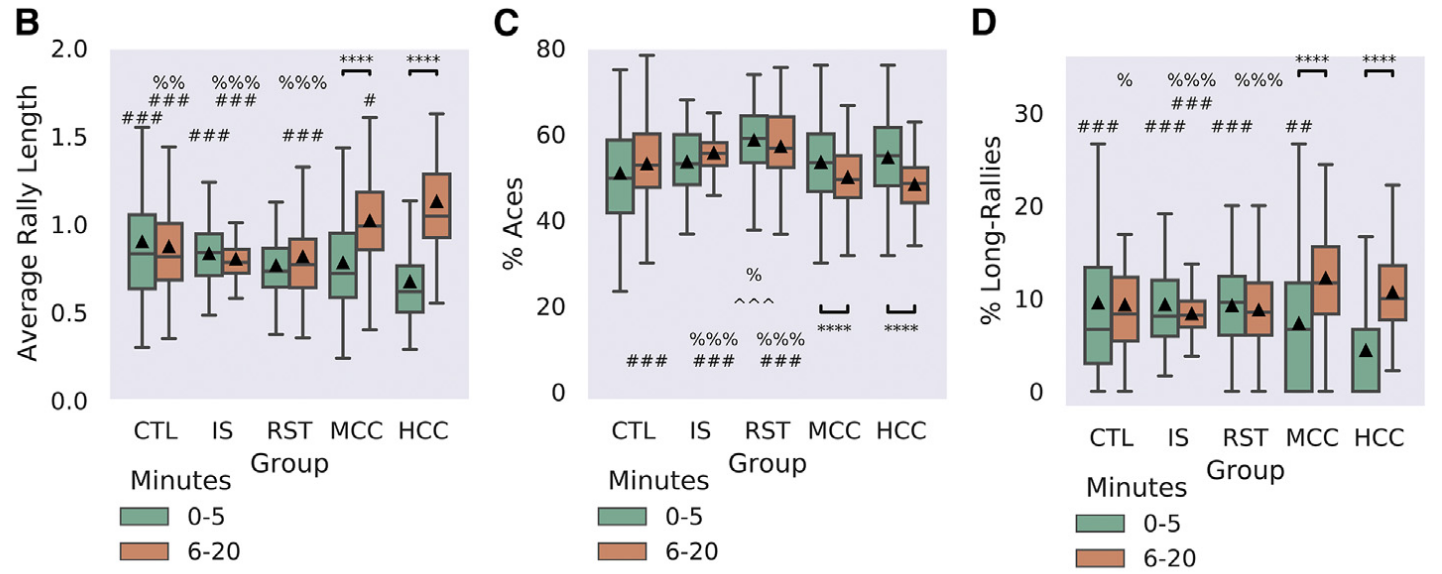 B
2.0
1.5
1.0
0.5
0.0
Average Rally Length
%% %%% %%% **** ****
### ### #
###
### ###
CTL IS RST MCC HCC
Group
Minutes
0-5
6-20
C
80
60
40
20
0
% Aces
%
^^^
**** ****
%%% %%%
### ### ###
CTL IS RST MCC HCC
Group
Minutes
0-5
6-20
D
30
20
10
0
% Long-Rallies
**** ****
% %%% %%%
###
### ### ### ##
CTL IS RST MCC HCC
Group
Minutes
0-5
6-20